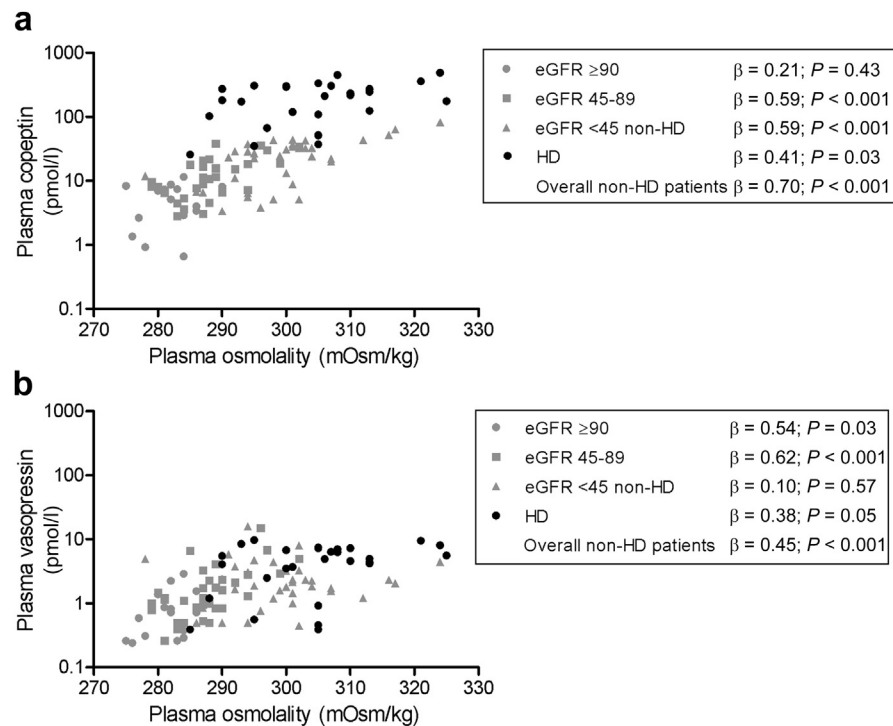 a
1000
100
10
1
0.1
270 280 290 300 310 320 330
Plasma copeptin
(pmol/l)
Plasma osmolality (mOsm/kg)
eGFR ≥90 β = 0.21; P = 0.43
eGFR 45-89 β = 0.59; P < 0.001
eGFR <45 non-HD β = 0.59; P < 0.001
HD β = 0.41; P = 0.03
Overall non-HD patients β = 0.70; P < 0.001
b
1000
100
10
1
0.1
270 280 290 300 310 320 330
Plasma vasopressin
(pmol/l)
Plasma osmolality (mOsm/kg)
eGFR ≥90 β = 0.54; P = 0.03
eGFR 45-89 β = 0.62; P < 0.001
eGFR <45 non-HD β = 0.10; P = 0.57
HD β = 0.38; P = 0.05
Overall non-HD patients β = 0.45; P < 0.001